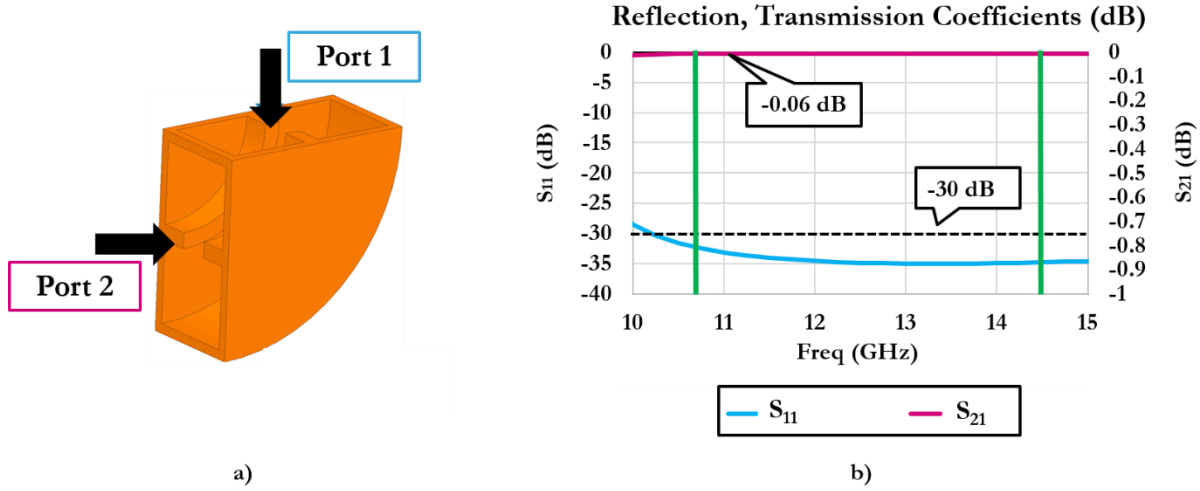 Port 1
Port 2
a)
Reflection, Transmission Coefficients (dB)
0
-5
-10
-15
-20
-25
-30
-35
-40
S11 (dB)
0
-0.1
-0.2
-0.3
-0.4
-0.5
-0.6
-0.7
-0.8
-0.9
-1
S21 (dB)
-0.06 dB
-30 dB
10 11 12 13 14 15
Freq (GHz)
S11 S21
b)